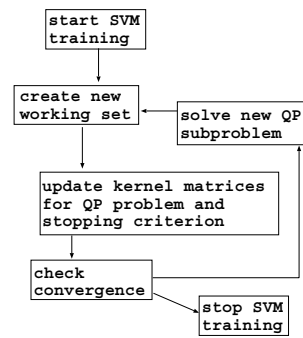 start SVM
training
create new
working set
solve new QP
subproblem
update kernel matrices
for QP problem and
stopping criterion
check
convergence
stop SVM
training